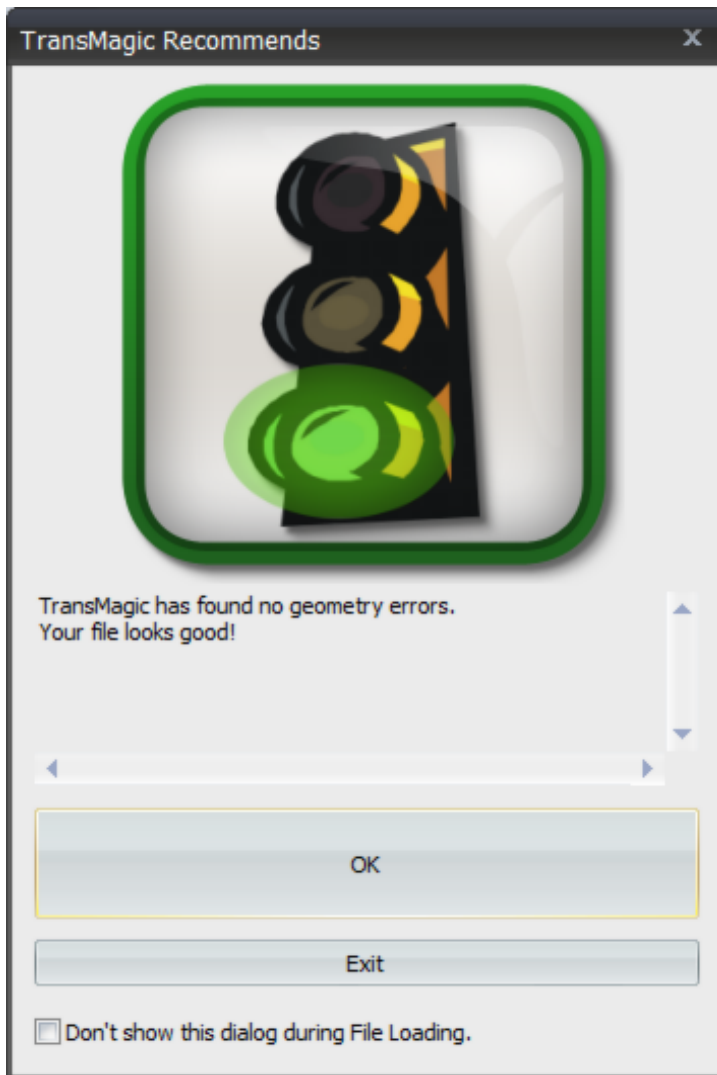 TransMagic Recommends
TransMagic has found no geometry errors.
Your file looks good!
OK
Exit
Don't show this dialog during File Loading.